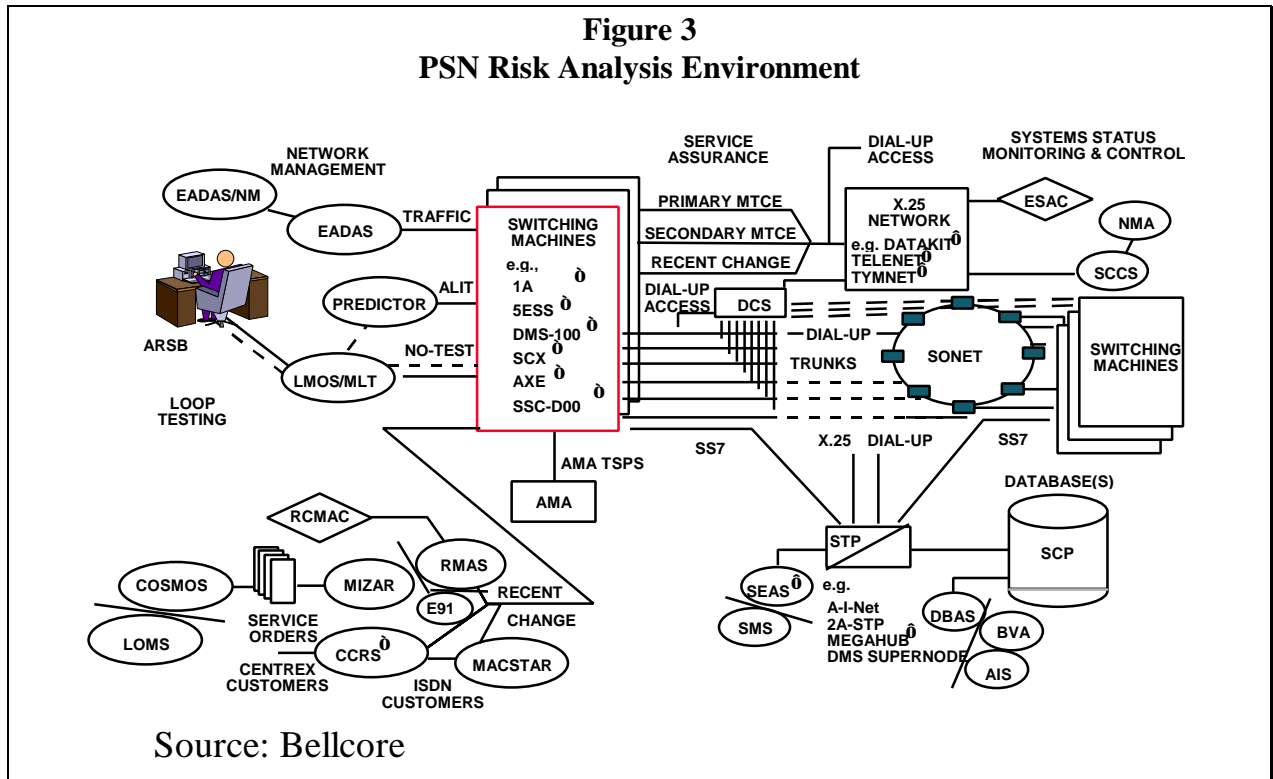 Figure 3
PSN Risk Analysis Environment
NETWORK
MANAGEMENT
EADAS/NM
EADAS
TRAFFIC
SWITCHING
MACHINES
e.g.,
1A ò
5ESS ò
DMS-100 ò
SCX ò
AXE ò
SSC-D00 ò
SERVICE
ASSURANCE
PRIMARY MTCE
SECONDARY MTCE
RECENT CHANGE
DIAL-UP
ACCESS
DIAL-UP
ACCESS
DCS
X.25
NETWORK
e.g. DATAKIT ô
TELENET ô
TYMNET ô
SYSTEMS STATUS
MONITORING & CONTROL
ESAC
NMA
SCCS
PREDICTOR
ALIT
ARSB
NO-TEST
LMOS/MLT
LOOP
TESTING
DIAL-UP
TRUNKS
SONET
SWITCHING
MACHINES
SS7
X.25
DIAL-UP
SS7
AMA TSPS
AMA
DATABASE(S)
SCP
STP
e.g.
A-I-Net
2A-STP
MEGAHUB ô
DMS SUPERNODE
SEAS ô
SMS
DBAS
BVA
AIS
RCMAC
RMAS
E91
RECENT
CHANGE
COSMOS
LOMS
SERVICE
ORDERS
MIZAR
CCRS ò
CENTREX
CUSTOMERS
ISDN
CUSTOMERS
MACSTAR
Source: Bellcore